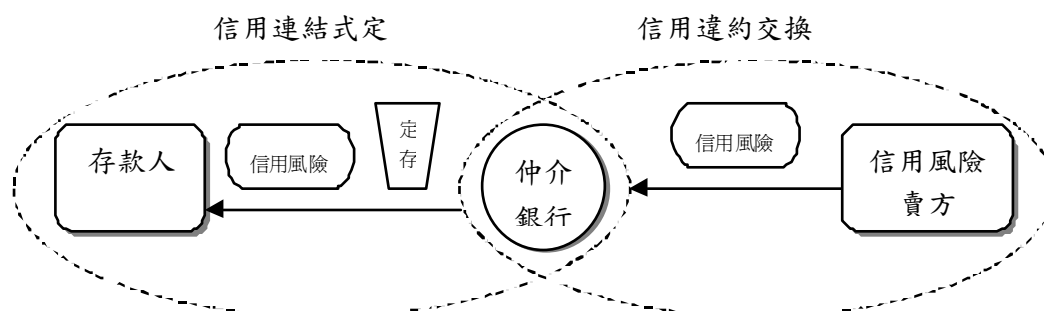 信用連結式定
信用違約交換
存款人
信用風險
定
存
仲介
銀行
信用風險
信用風險
賣方